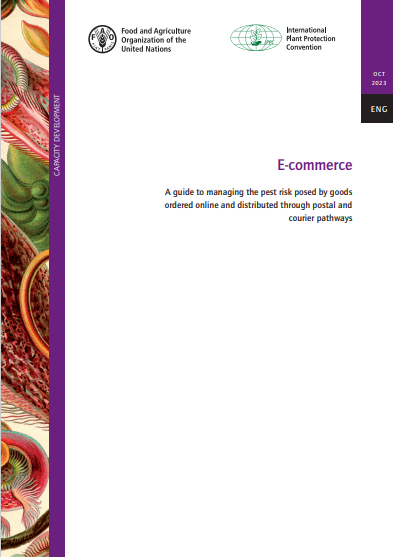 Food and Agriculture
Organization of the
United Nations
International
Plant Protection
Convention
OCT
2023
ENG
CAPACITY DEVELOPMENT
E-commerce
A guide to managing the pest risk posed by goods
ordered online and distributed through postal and
courier pathways